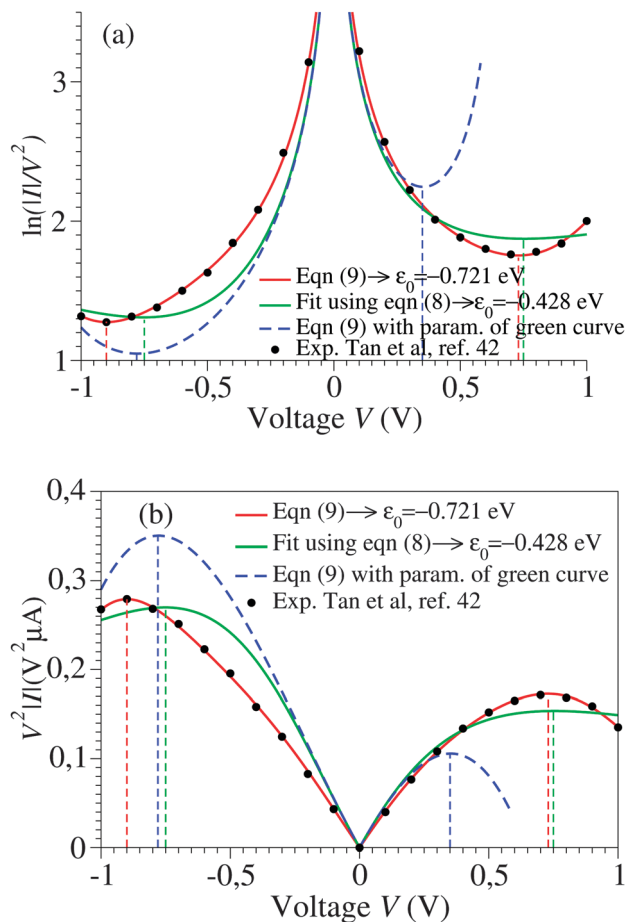 (a)
ln(|I|/V²)
3
2
1
Eqn (9)→ ε₀=−0.721 eV
Fit using eqn (8)→ε₀=−0.428 eV
Eqn (9) with param. of green curve
Exp. Tan et al, ref. 42
-1 -0,5 0 0,5 1
Voltage V (V)
(b)
V²|I|(V²μA)
0,4
0,3
0,2
0,1
0
Eqn (9)→ ε₀=−0.721 eV
Fit using eqn (8)→ ε₀=−0.428 eV
Eqn (9) with param. of green curve
Exp. Tan et al, ref. 42
-1 -0,5 0 0,5 1
Voltage V (V)